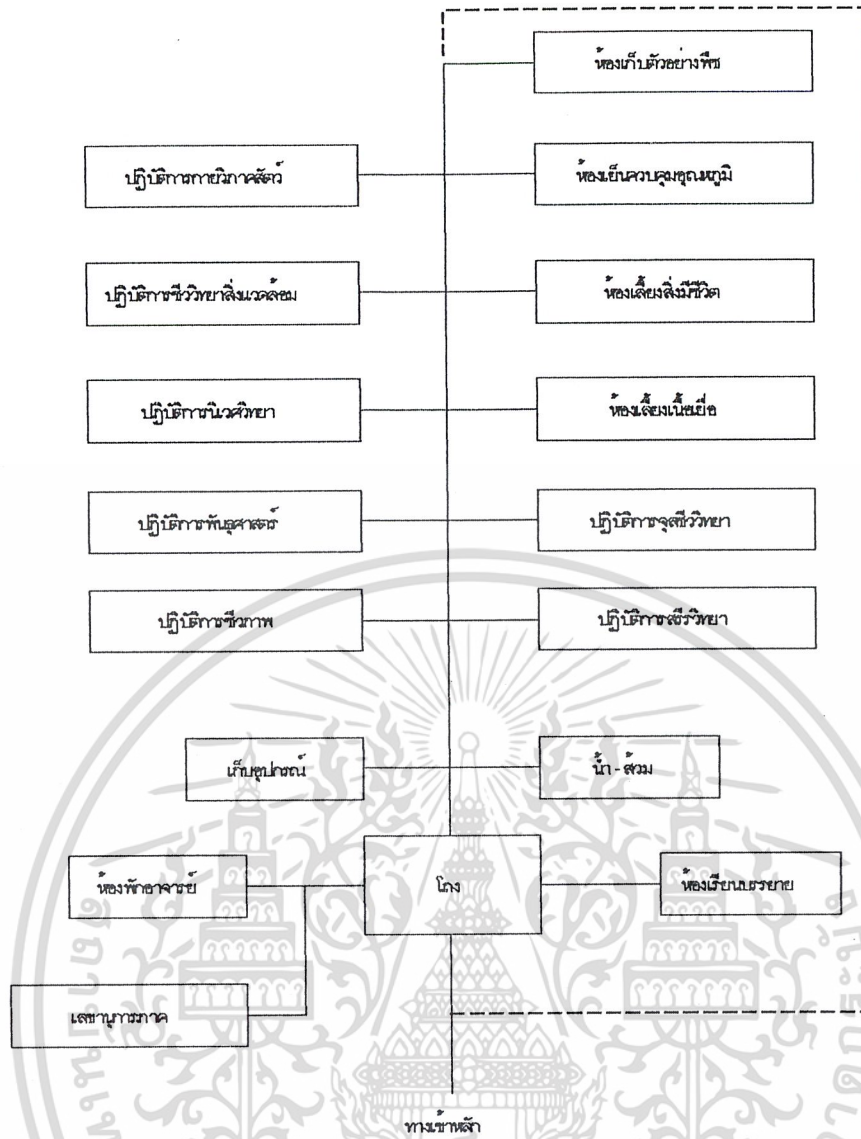 ห้องเก็บตัวอย่างพืช
ปฏิบัติการกายวิภาคสัตว์
ห้องเย็นควบคุมอุณหภูมิ
ปฏิบัติการชีววิทยาสิ่งแวดล้อม
ห้องเลี้ยงสิ่งมีชีวิต
ปฏิบัติการนิเวศวิทยา
ห้องเลี้ยงเนื้อเยื่อ
ปฏิบัติการพันธุศาสตร์
ปฏิบัติการจุลชีววิทยา
ปฏิบัติการชีวภาพ
ปฏิบัติการสรีรวิทยา
เก็บอุปกรณ์
น้ำ - ส้วม
ห้องพักอาจารย์
โถง
ห้องเรียนบรรยาย
เลขานุการภาค
ทางเข้าหลัก